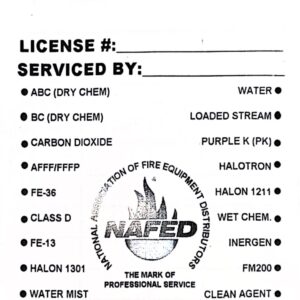 LICENSE #:
SERVICED BY:
ABC (DRY CHEM) WATER
BC (DRY CHEM) LOADED STREAM
CARBON DIOXIDE PURPLE K (PK)
AFFF/FFFP HALOTRON
FE-36 HALON 1211
CLASS D WET CHEM.
FE-13 INERGEN
HALON 1301 FM200
WATER MIST CLEAN AGENT
NATIONAL ASSOCIATION OF FIRE EQUIPMENT DISTRIBUTORS
NAFED
THE MARK OF
PROFESSIONAL SERVICE